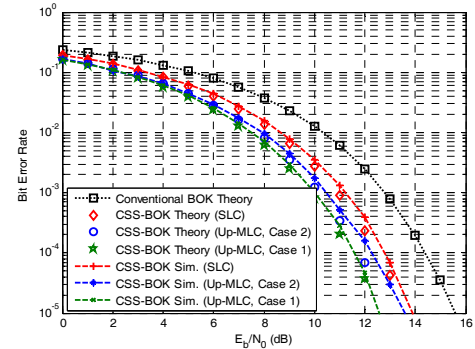 10^0
10^-1
10^-2
10^-3
10^-4
10^-5
Bit Error Rate
Conventional BOK Theory
CSS-BOK Theory (SLC)
CSS-BOK Theory (Up-MLC, Case 2)
CSS-BOK Theory (Up-MLC, Case 1)
CSS-BOK Sim. (SLC)
CSS-BOK Sim. (Up-MLC, Case 2)
CSS-BOK Sim. (Up-MLC, Case 1)
0 2 4 6 8 10 12 14 16
E_b/N_0 (dB)